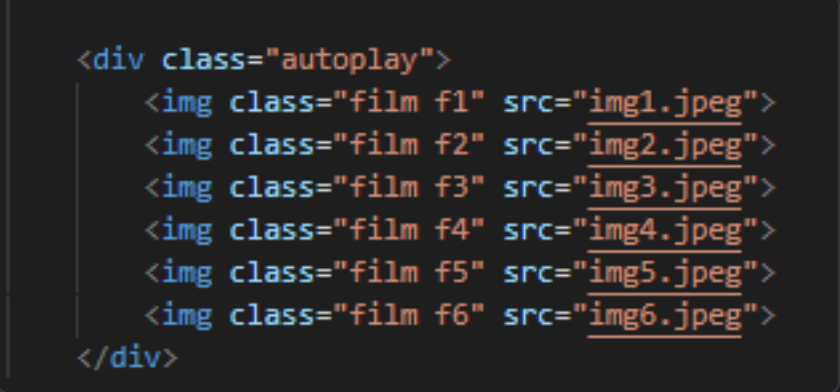 <div class="autoplay">
<img class="film f1" src="img1.jpeg">
<img class="film f2" src="img2.jpeg">
<img class="film f3" src="img3.jpeg">
<img class="film f4" src="img4.jpeg">
<img class="film f5" src="img5.jpeg">
<img class="film f6" src="img6.jpeg">
</div>